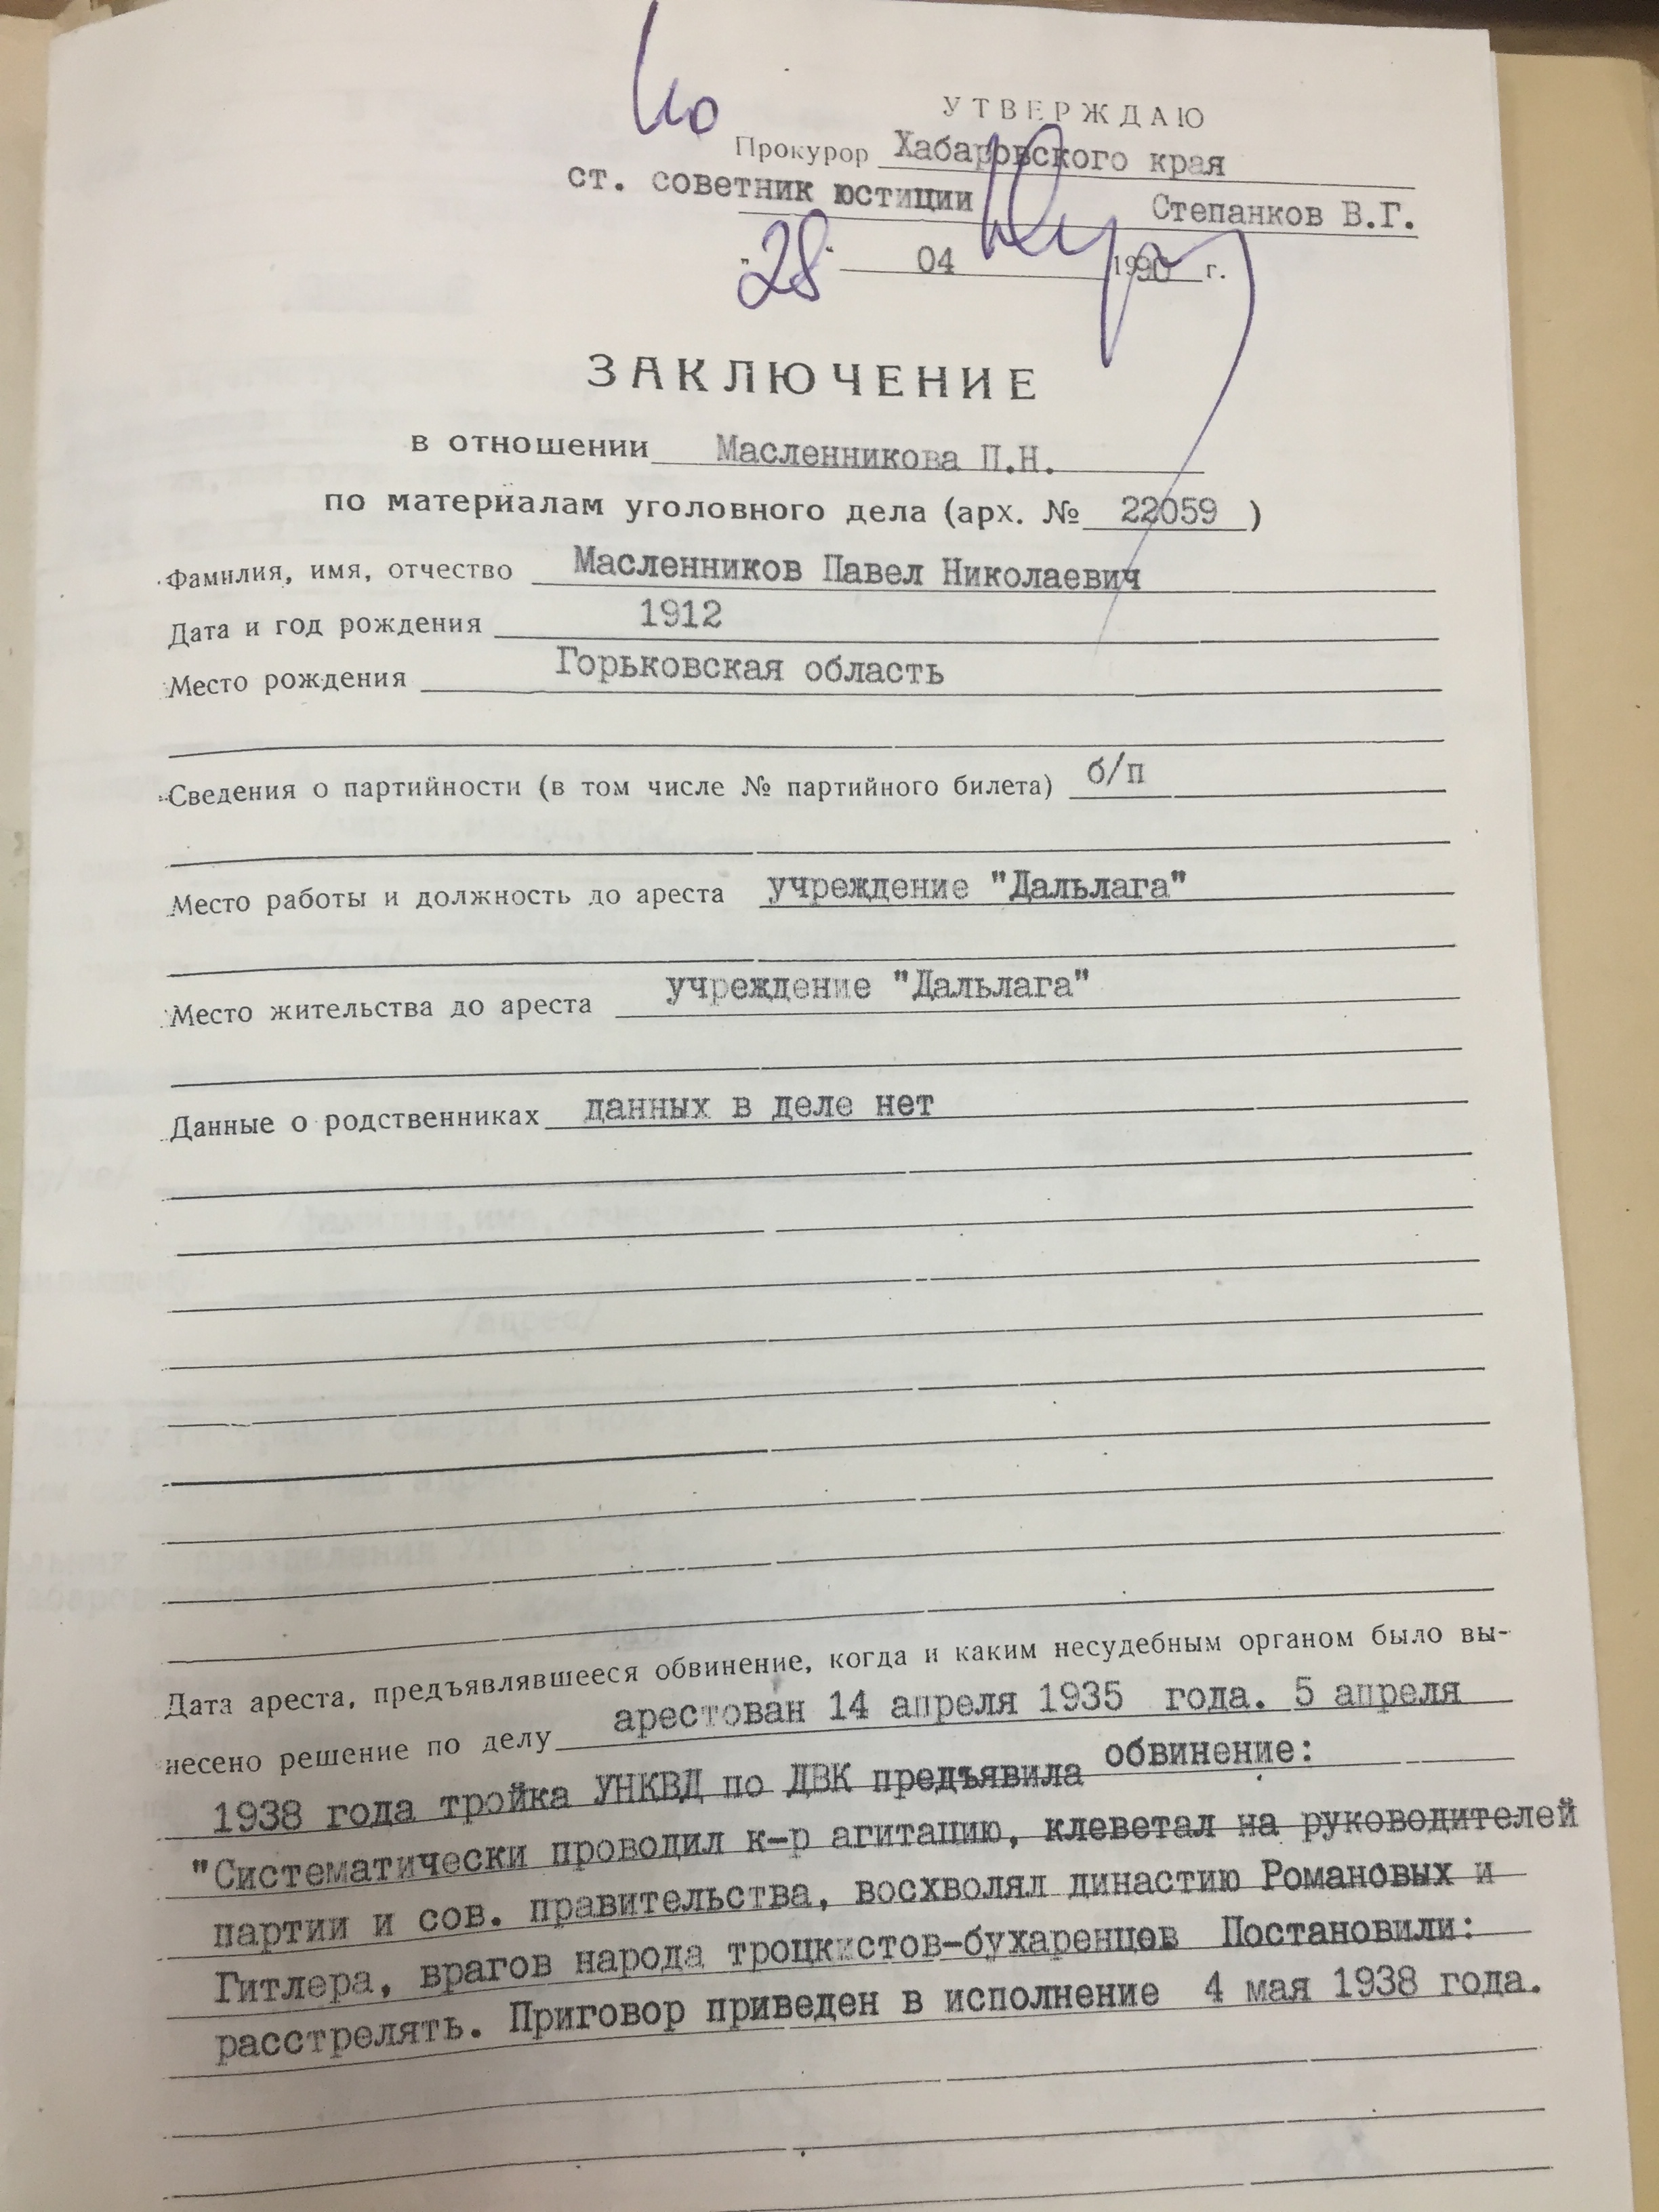 УТВЕРЖДАЮ
Прокурор Хабаровского края
ст. советник юстиции Степанков В.Г.
"28" 04 1990 г.
ЗАКЛЮЧЕНИЕ
в отношении Масленникова П.Н.
по материалам уголовного дела (арх. № 22059 )
Фамилия, имя, отчество Масленников Павел Николаевич
Дата и год рождения 1912
Место рождения Горьковская область
Сведения о партийности (в том числе № партийного билета) б/п
Место работы и должность до ареста учреждение "Дальлага"
Место жительства до ареста учреждение "Дальлага"
Данные о родственниках данных в деле нет
Дата ареста, предъявлявшееся обвинение, когда и каким несудебным органом было вы-
несено решение по делу арестован 14 апреля 1935 года. 5 апреля
1938 года тройка УНКВД по ДВК предъявила обвинение:
"Систематически проводил к-р агитацию, клеветал на руководителей
партии и сов. правительства, восхволял династию Романовых и
Гитлера, врагов народа троцкистов-бухаренцев Постановили:
расстрелять. Приговор приведен в исполнение 4 мая 1938 года.